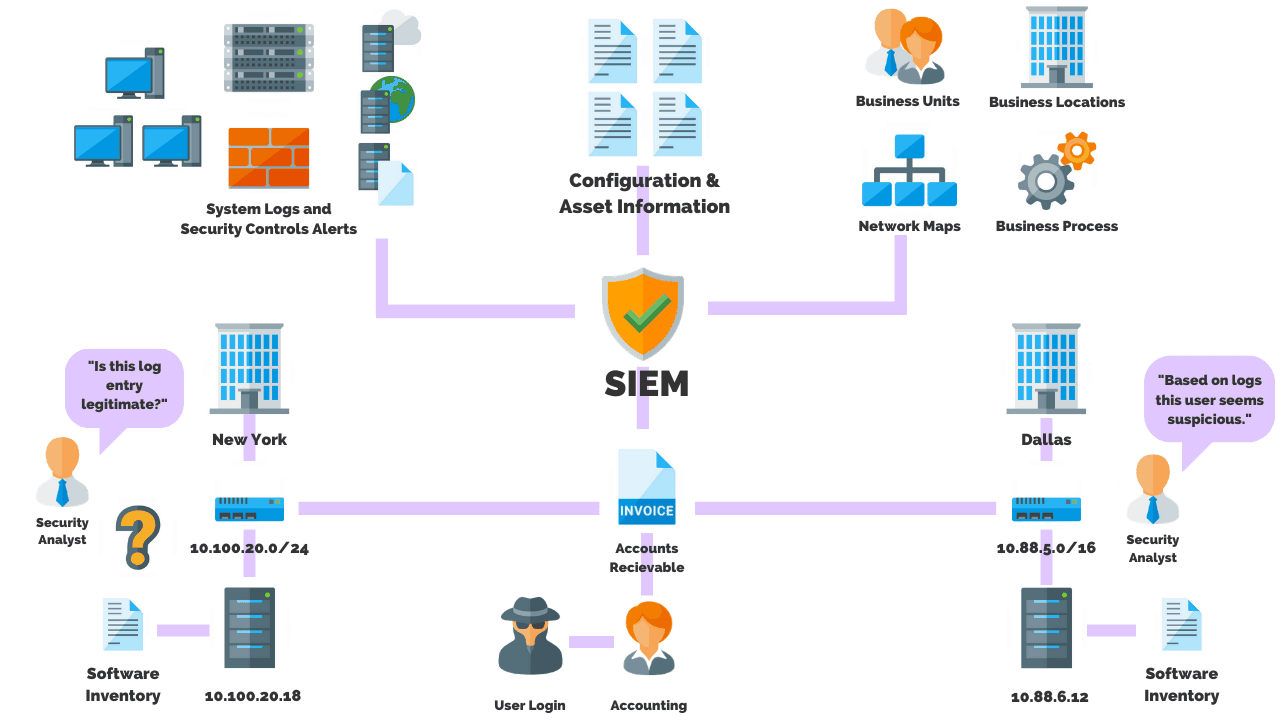 Business Units
Business Locations
System Logs and
Security Controls Alerts
Configuration &
Asset Information
Network Maps
Business Process
SIEM
"Is this log
entry
legitimate?"
New York
Security
Analyst
10.100.20.0/24
Software
Inventory
10.100.20.18
INVOICE
Accounts
Recievable
User Login
Accounting
Dallas
"Based on logs
this user seems
suspicious."
Security
Analyst
10.88.5.0/16
10.88.6.12
Software
Inventory